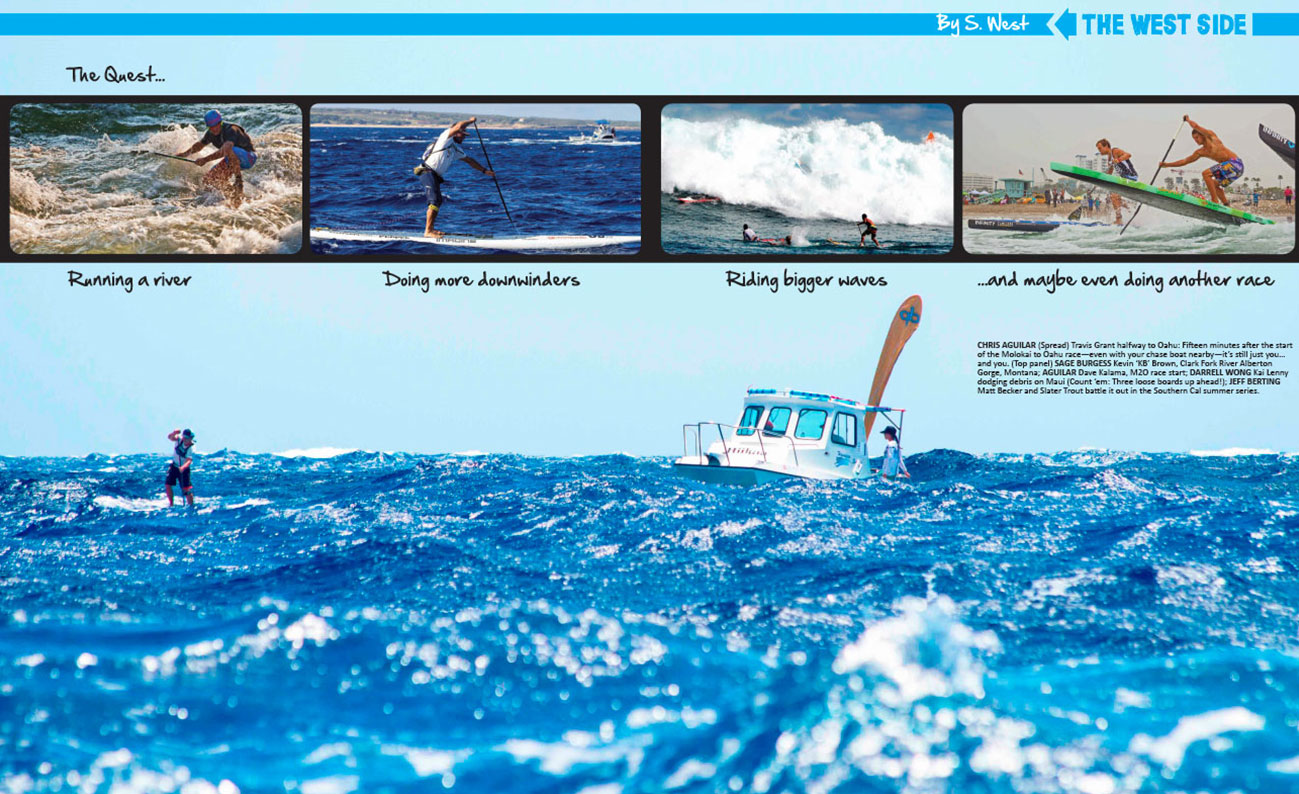 By S. West
THE WEST SIDE
The Quest...
IMAGINE
Running a river
Doing more downwinders
Riding bigger waves
...and maybe even doing another race
CHRIS AGUILAR (Spread) Travis Grant halfway to Oahu: Fifteen minutes after the start
of the Molokai to Oahu race—even with your chase boat nearby—it's still just you...
and you. (Top panel) SAGE BURGESS Kevin 'KB' Brown, Clark Fork River Alberton
Gorge, Montana; AGUILAR Dave Kalama, M2O race start; DARRELL WONG Kai Lenny
dodging debris on Maui (Count 'em: Three loose boards up ahead!); JEFF BERTING
Matt Becker and Slater Trout battle it out in the Southern Cal summer series.